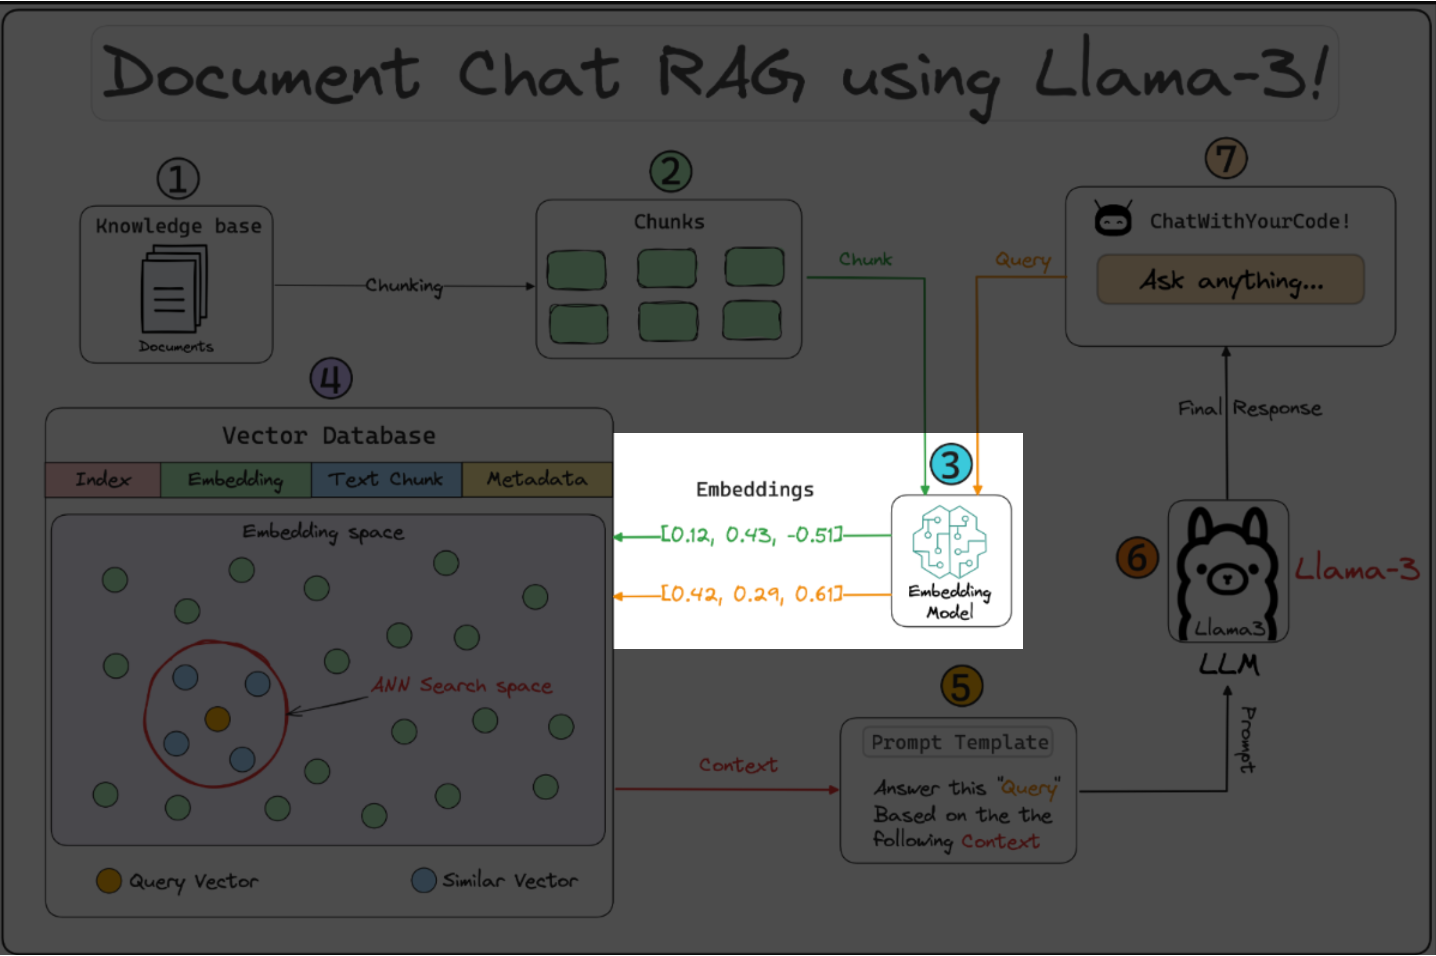 Document Chat RAG using Llama-3!
1
Knowledge base
Documents
Chunking
2
Chunks
Chunk
Query
7
ChatWithYourCode!
Ask anything...
4
Vector Database
Index
Embedding
Text Chunk
Metadata
Embedding space
ANN Search space
Query Vector
Similar Vector
3
Embeddings
[0.12, 0.43, -0.51]
[0.42, 0.29, 0.61]
Embedding
Model
Context
5
Prompt Template
Answer this "Query"
Based on the the
following Context
Prompt
6
Llama3
Llama-3
LLM
Final Response